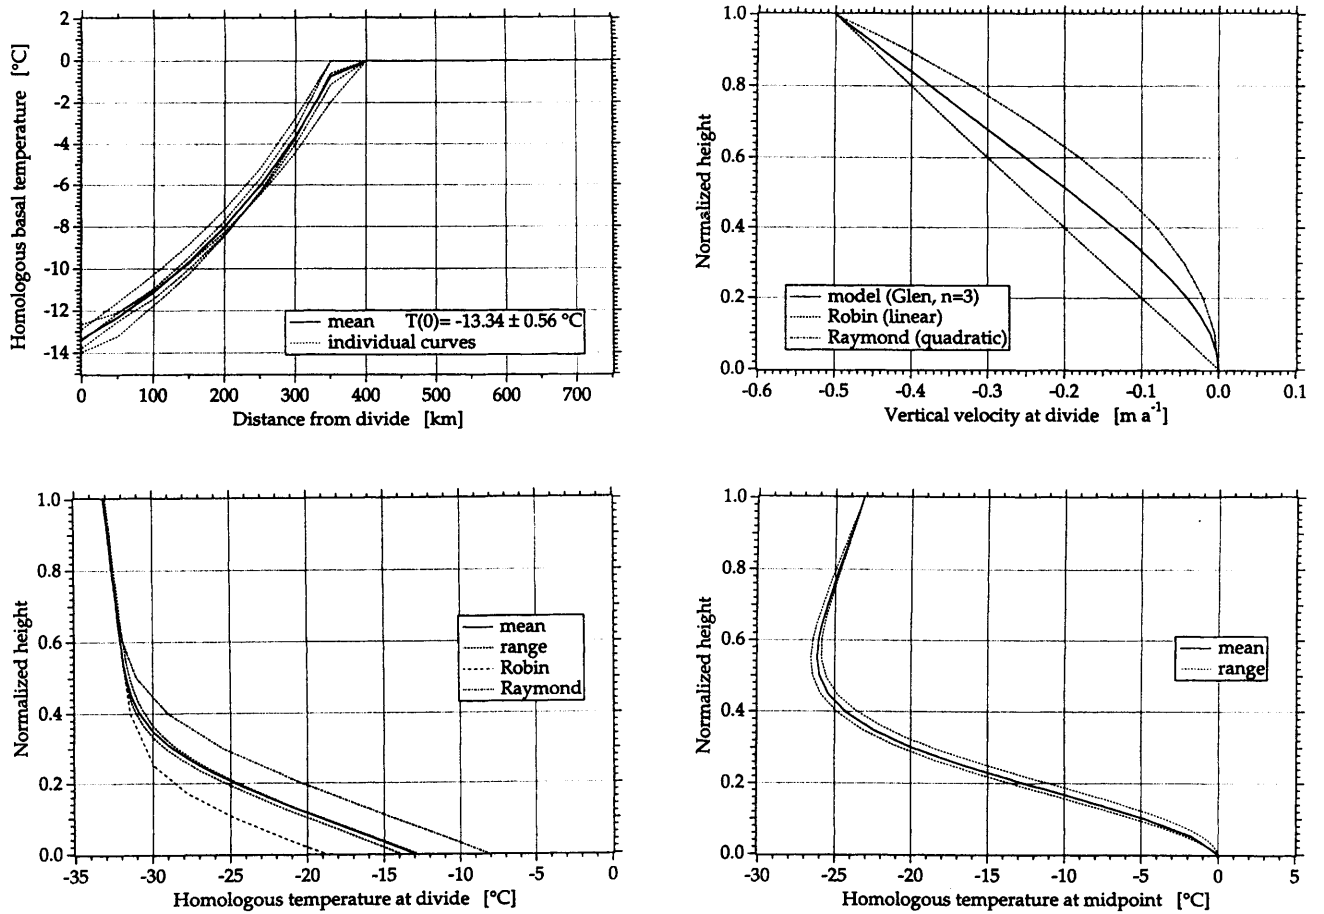 2
0
-2
-4
-6
-8
-10
-12
-14
Homologous basal temperature [°C]
mean T(0)= -13.34 ± 0.56 °C
individual curves
0 100 200 300 400 500 600 700
Distance from divide [km]
1.0
0.8
0.6
0.4
0.2
0.0
Normalized height
model (Glen, n=3)
Robin (linear)
Raymond (quadratic)
-0.6 -0.5 -0.4 -0.3 -0.2 -0.1 0.0 0.1
Vertical velocity at divide [m a⁻¹]
1.0
0.8
0.6
0.4
0.2
0.0
Normalized height
mean
range
Robin
Raymond
-35 -30 -25 -20 -15 -10 -5 0
Homologous temperature at divide [°C]
1.0
0.8
0.6
0.4
0.2
0.0
Normalized height
mean
range
-30 -25 -20 -15 -10 -5 0 5
Homologous temperature at midpoint [°C]